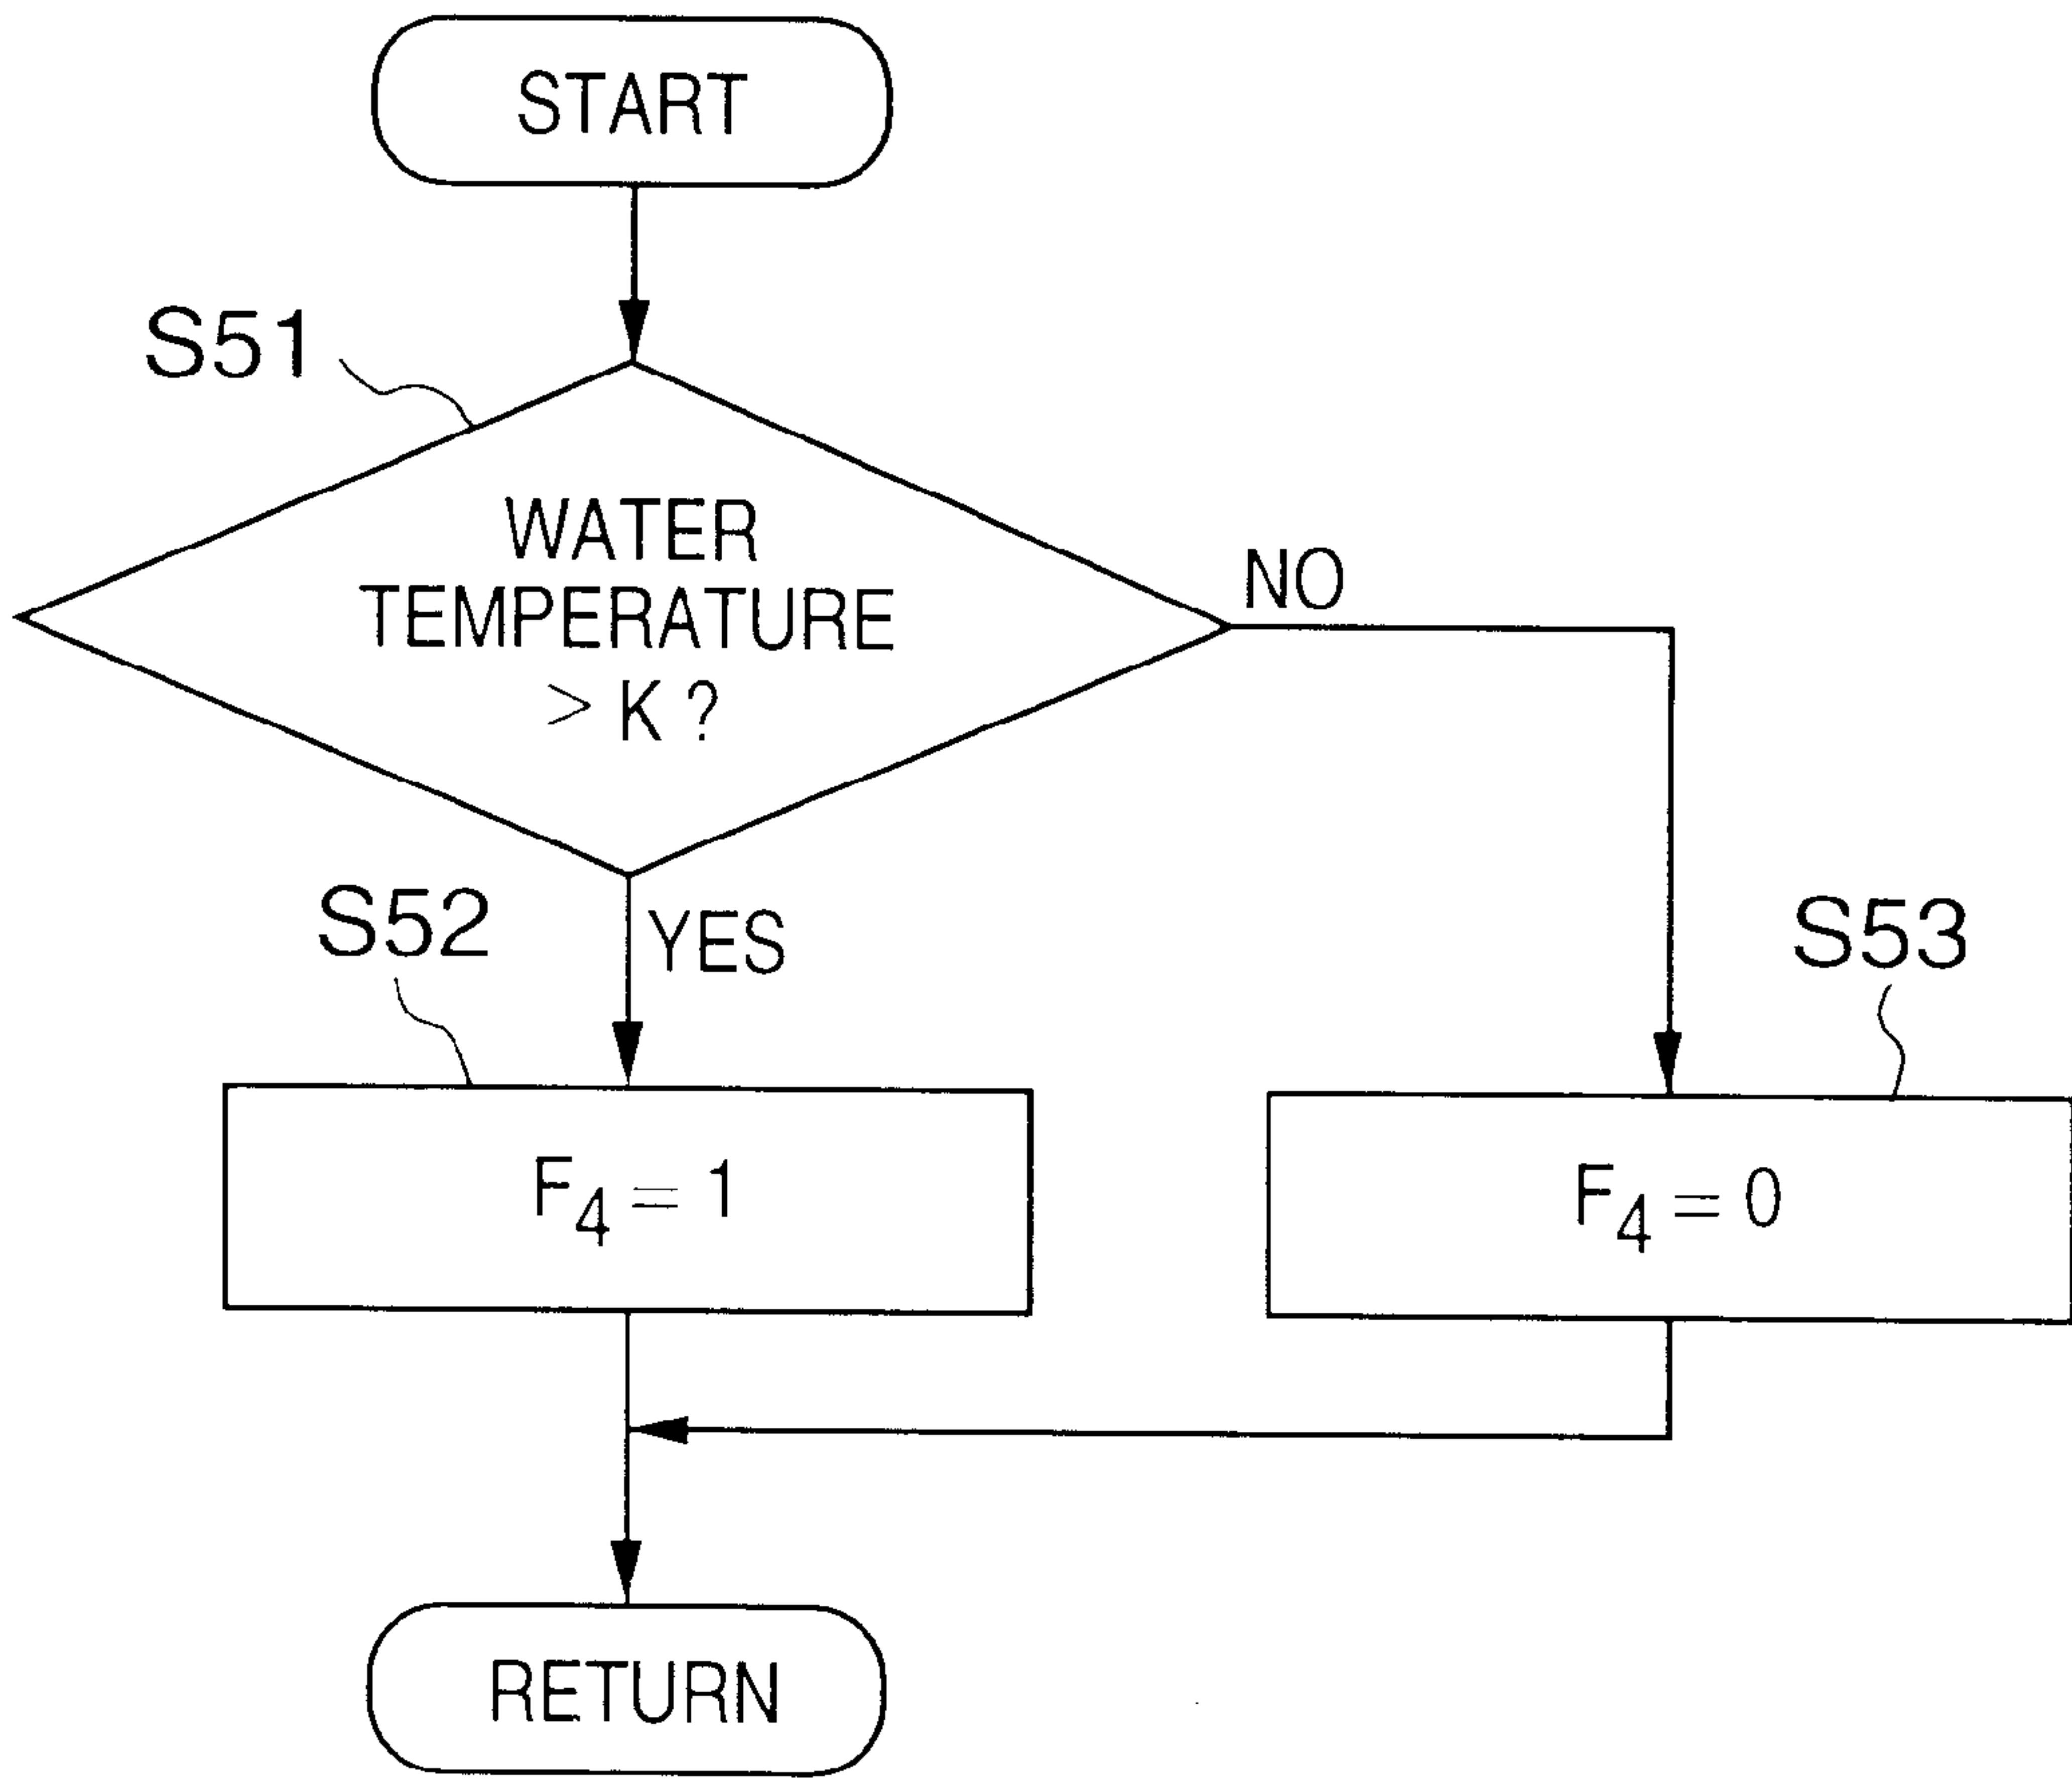 START
S51
WATER
TEMPERATURE
> K ?
NO
YES
S52
S53
F₄ = 1
F₄ = 0
RETURN